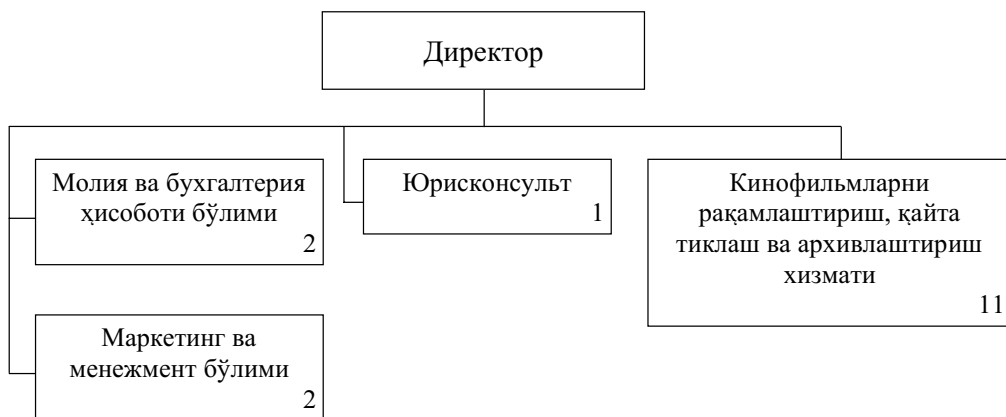 Директор
Молия ва бухгалтерия
ҳисоботи бўлими
2
Юрисконсульт
1
Кинофильмларни
рақамлаштириш, қайта
тиклаш ва архивлаштириш
хизмати
11
Маркетинг ва
менежмент бўлими
2